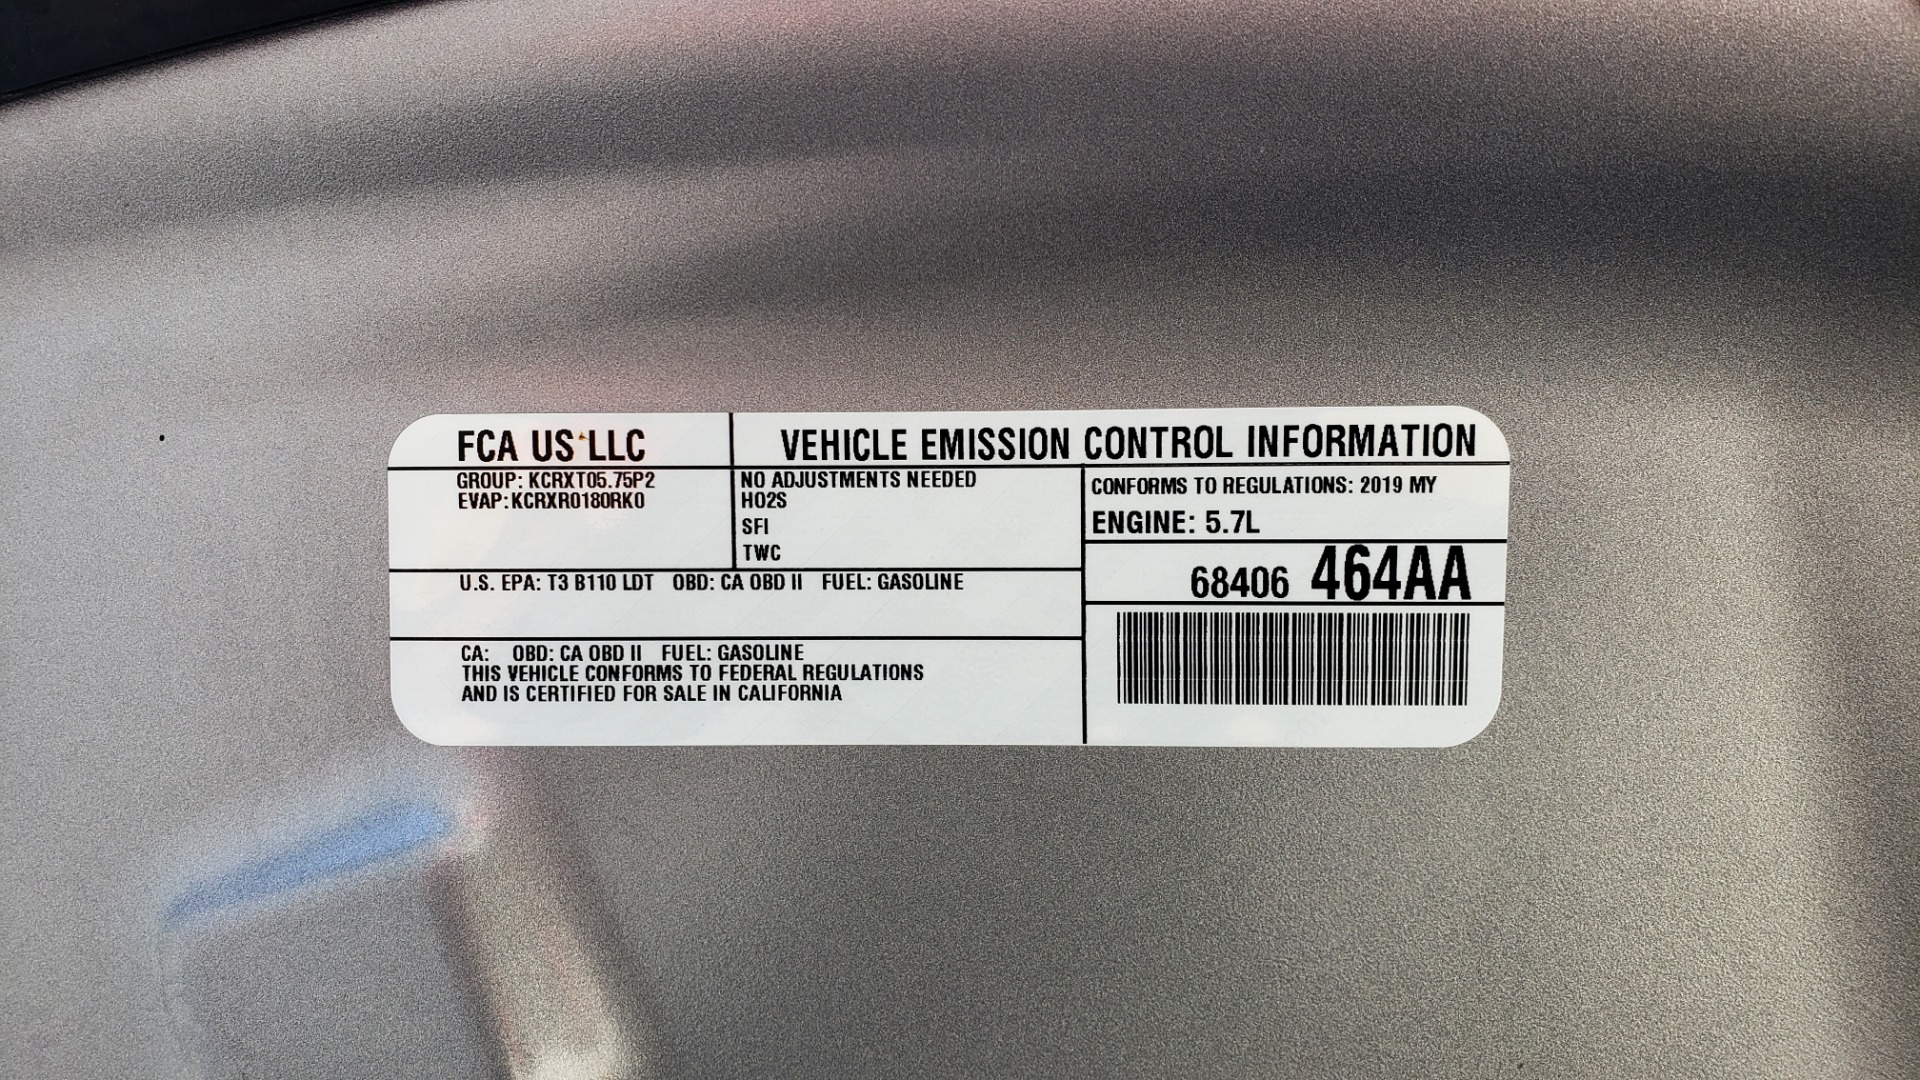 FCA US LLC
VEHICLE EMISSION CONTROL INFORMATION
GROUP: KCRXT05.75P2
EVAP: KCRXR0180RK0
NO ADJUSTMENTS NEEDED
HO2S
SFI
TWC
CONFORMS TO REGULATIONS: 2019 MY
ENGINE: 5.7L
68406 464AA
U.S. EPA: T3 B110 LDT OBD: CA OBD II FUEL: GASOLINE
CA: OBD: CA OBD II FUEL: GASOLINE
THIS VEHICLE CONFORMS TO FEDERAL REGULATIONS
AND IS CERTIFIED FOR SALE IN CALIFORNIA